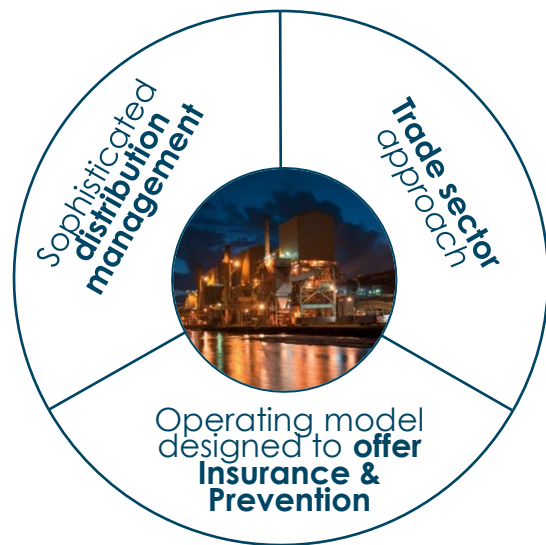 Sophisticated
distribution
management
Trade sector
approach
Operating model
designed to offer
Insurance &
Prevention